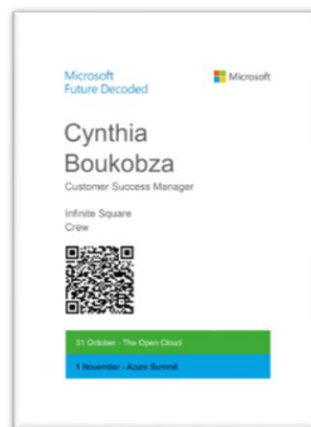 Microsoft
Future Decoded
Microsoft
Cynthia
Boukobza
Customer Success Manager
Infinite Square
Crew
31 October - The Open Cloud
1 November - Azure Summit